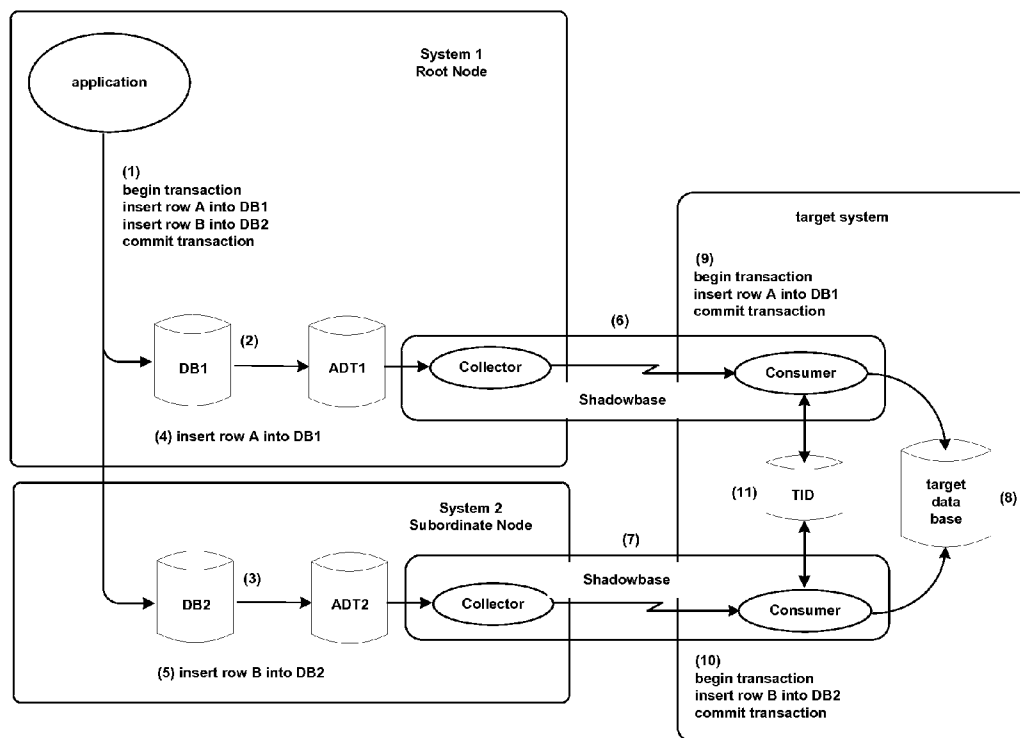 System 1
Root Node
application
(1)
begin transaction
insert row A into DB1
insert row B into DB2
commit transaction
target system
(9)
begin transaction
insert row A into DB1
commit transaction
(6)
(2)
DB1
ADT1
Collector
Consumer
Shadowbase
(4) insert row A into DB1
(11)
TID
target
data
base
(8)
System 2
Subordinate Node
(7)
Shadowbase
(3)
DB2
ADT2
Collector
Consumer
(5) insert row B into DB2
(10)
begin transaction
insert row B into DB2
commit transaction